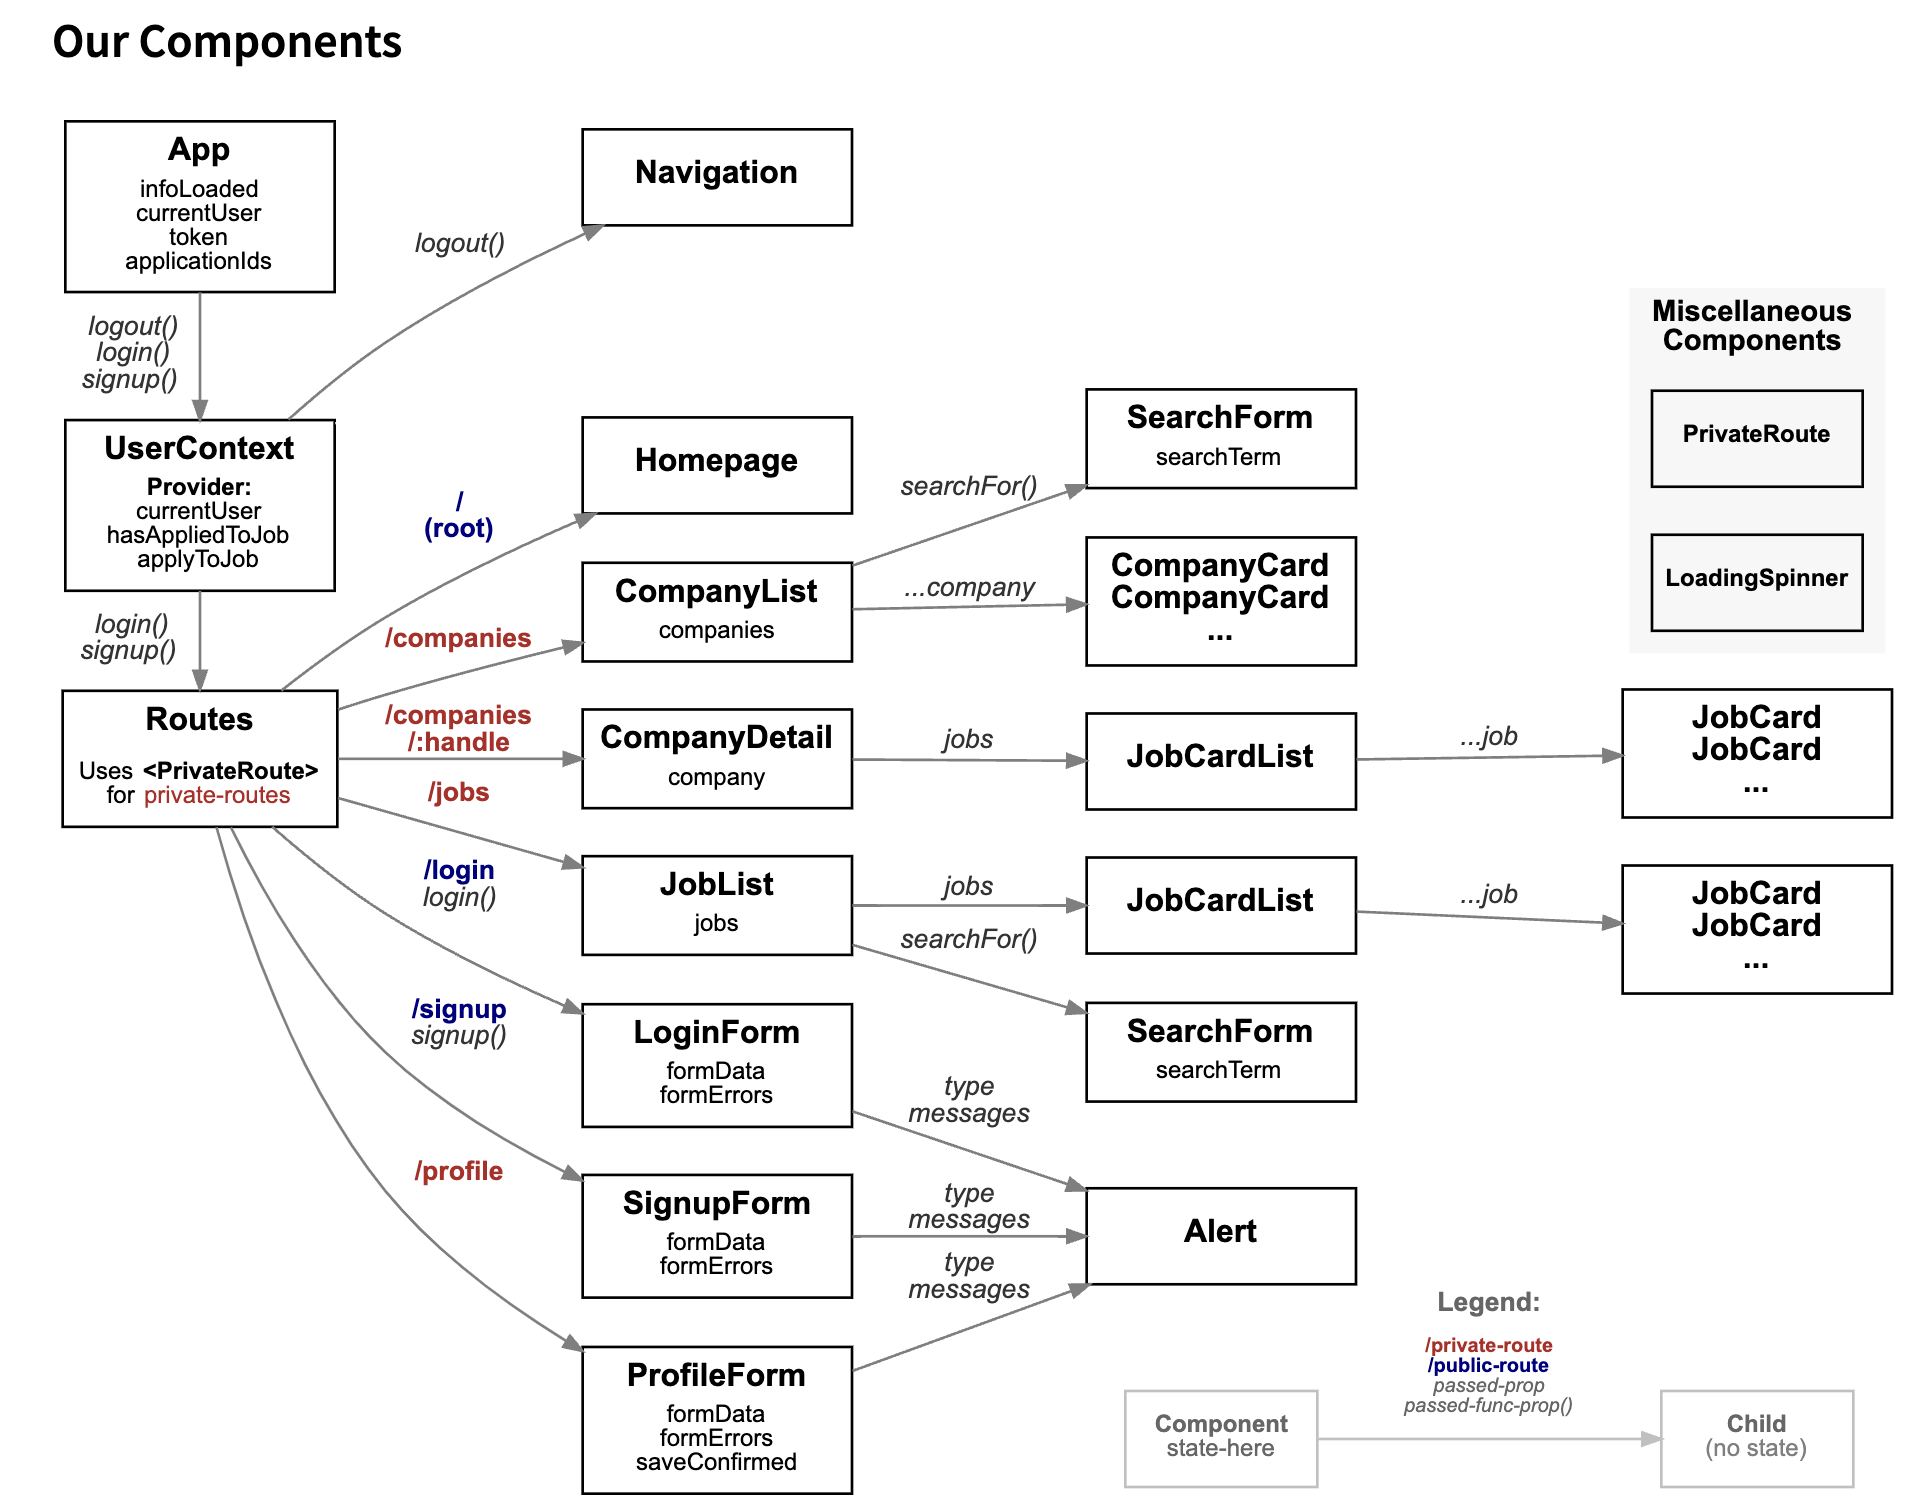 Our Components
App
infoLoaded
currentUser
token
applicationIds
logout()
login()
signup()
UserContext
Provider:
currentUser
hasAppliedToJob
applyToJob
login()
signup()
Routes
Uses <PrivateRoute>
for private-routes
logout()
/
(root)
/companies
/companies
/:handle
/jobs
/login
login()
/signup
signup()
/profile
Navigation
Homepage
CompanyList
companies
CompanyDetail
company
JobList
jobs
LoginForm
formData
formErrors
SignupForm
formData
formErrors
ProfileForm
formData
formErrors
saveConfirmed
searchFor()
...company
jobs
jobs
searchFor()
type
messages
type
messages
type
messages
SearchForm
searchTerm
CompanyCard
CompanyCard
...
JobCardList
JobCardList
SearchForm
searchTerm
Alert
...job
...job
Miscellaneous
Components
PrivateRoute
LoadingSpinner
JobCard
JobCard
...
JobCard
JobCard
...
Legend:
/private-route
/public-route
passed-prop
passed-func-prop()
Component
state-here
Child
(no state)